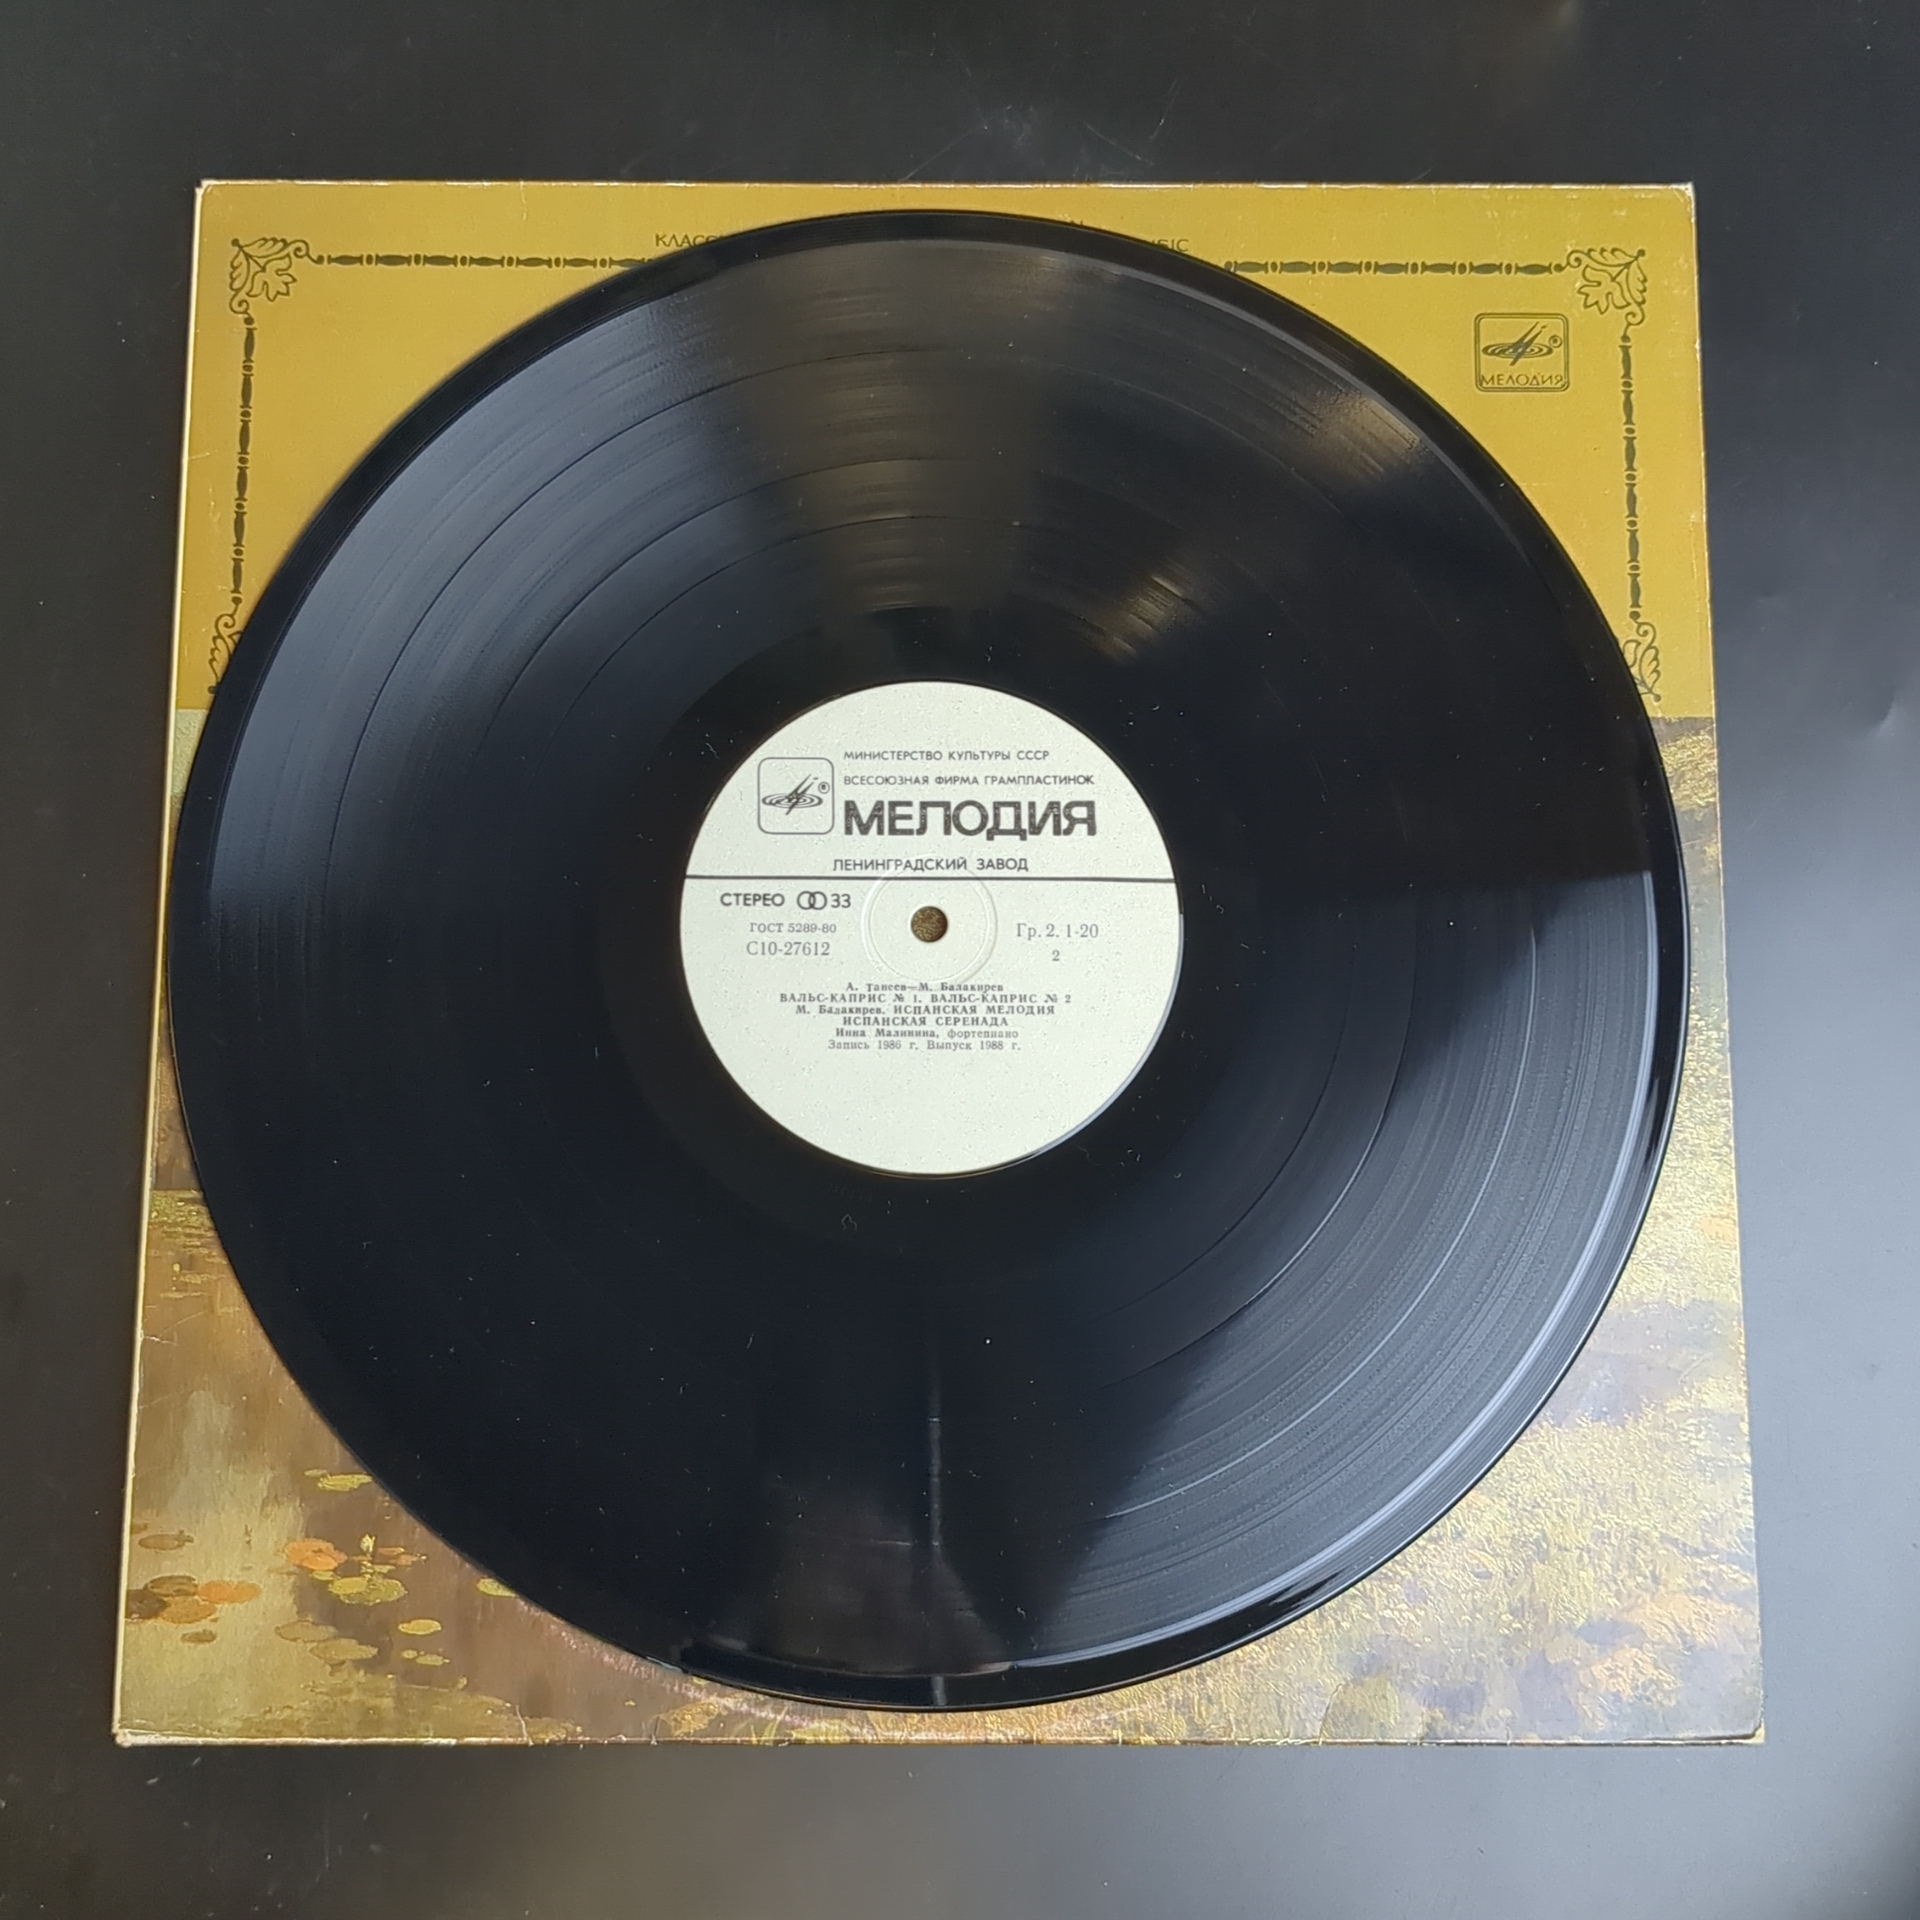 МЕЛОДИЯ
МИНИСТЕРСТВО КУЛЬТУРЫ СССР
ВСЕСОЮЗНАЯ ФИРМА ГРАМПЛАСТИНОК
МЕЛОДИЯ
ЛЕНИНГРАДСКИЙ ЗАВОД
СТЕРЕО 33
ГОСТ 5289-80
С10-27612
Гр. 2. 1-20
2
А. Танеев—М. Балакирев
ВАЛЬС-КАПРИС № 1. ВАЛЬС-КАПРИС № 2
М. Балакирев. ИСПАНСКАЯ МЕЛОДИЯ
ИСПАНСКАЯ СЕРЕНАДА
Инна Малинина, фортепиано
Запись 1986 г. Выпуск 1988 г.